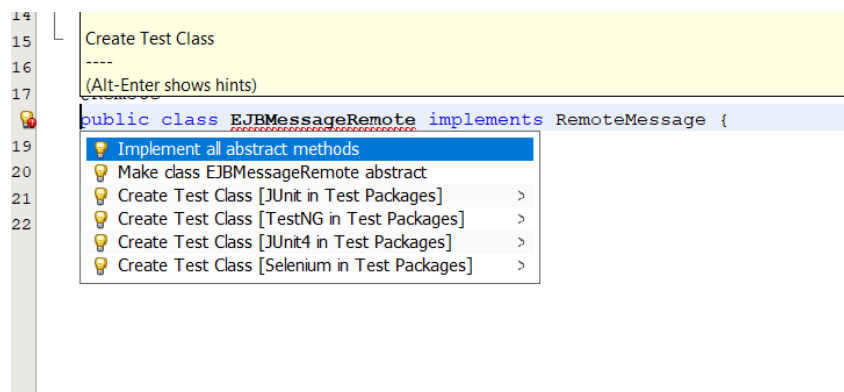 14
15 Create Test Class
16 ----
17 (Alt-Enter shows hints)
public class EJBMessageRemote implements RemoteMessage {
19 Implement all abstract methods
20 Make class EJBMessageRemote abstract
21 Create Test Class [JUnit in Test Packages] >
22 Create Test Class [TestNG in Test Packages] >
Create Test Class [JUnit4 in Test Packages] >
Create Test Class [Selenium in Test Packages] >